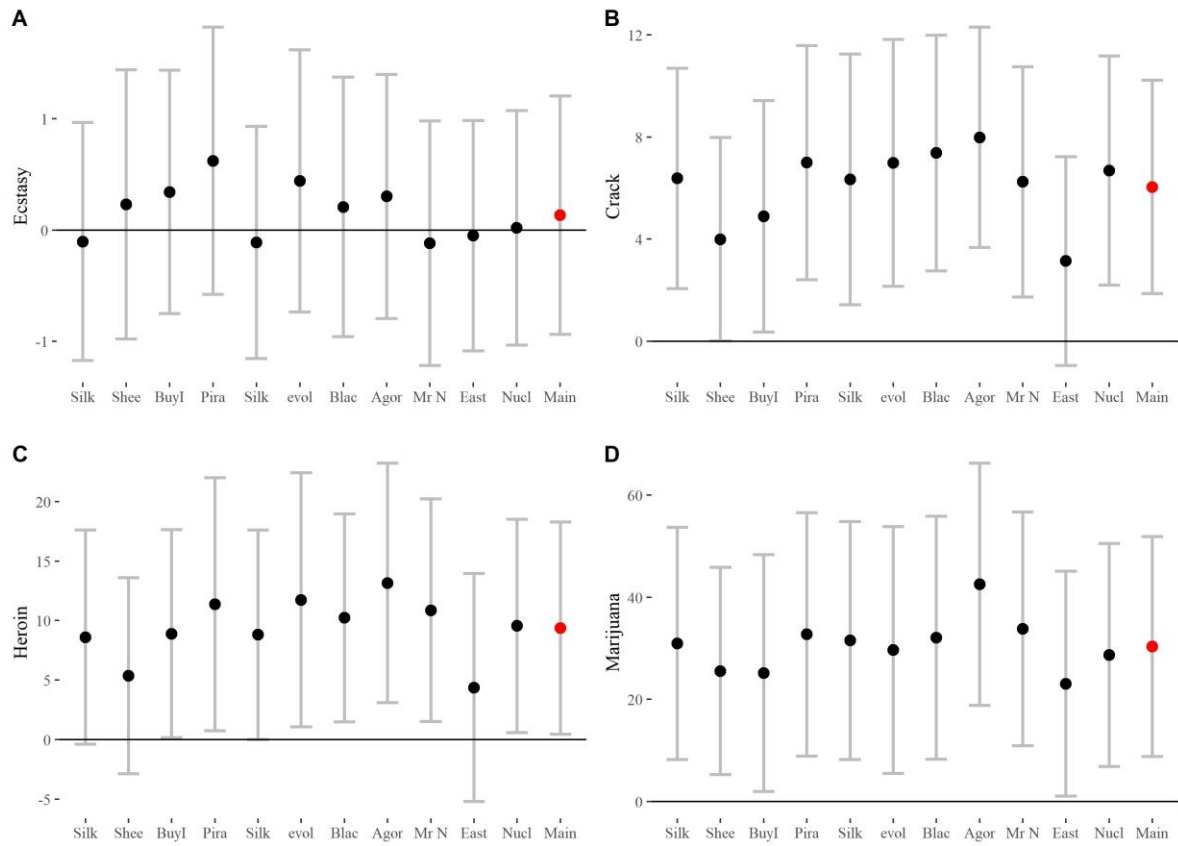 A
Ecstasy
1
0
-1
Silk Shee BuyI Pira Silk evol Blac Agor Mr N East Nucl Main
B
Crack
12
8
4
0
Silk Shee BuyI Pira Silk evol Blac Agor Mr N East Nucl Main
C
Heroin
20
15
10
5
0
-5
Silk Shee BuyI Pira Silk evol Blac Agor Mr N East Nucl Main
D
Marijuana
60
40
20
0
Silk Shee BuyI Pira Silk evol Blac Agor Mr N East Nucl Main